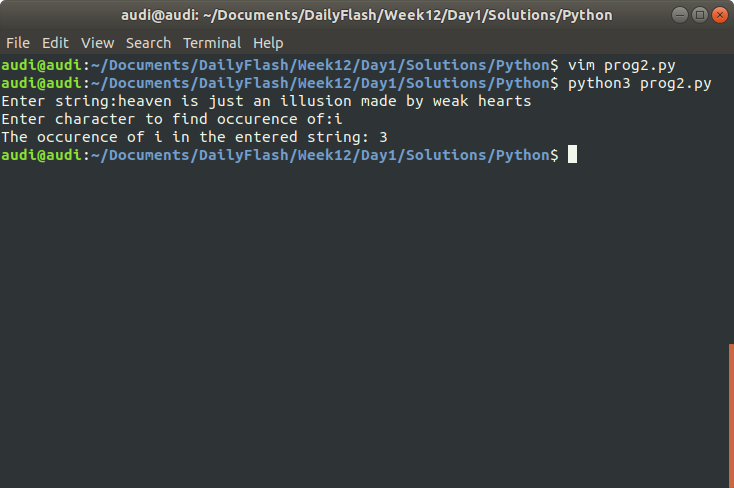 audi@audi: ~/Documents/DailyFlash/Week12/Day1/Solutions/Python
File Edit View Search Terminal Help
audi@audi:~/Documents/DailyFlash/Week12/Day1/Solutions/Python$ vim prog2.py
audi@audi:~/Documents/DailyFlash/Week12/Day1/Solutions/Python$ python3 prog2.py
Enter string:heaven is just an illusion made by weak hearts
Enter character to find occurence of:i
The occurence of i in the entered string: 3
audi@audi:~/Documents/DailyFlash/Week12/Day1/Solutions/Python$